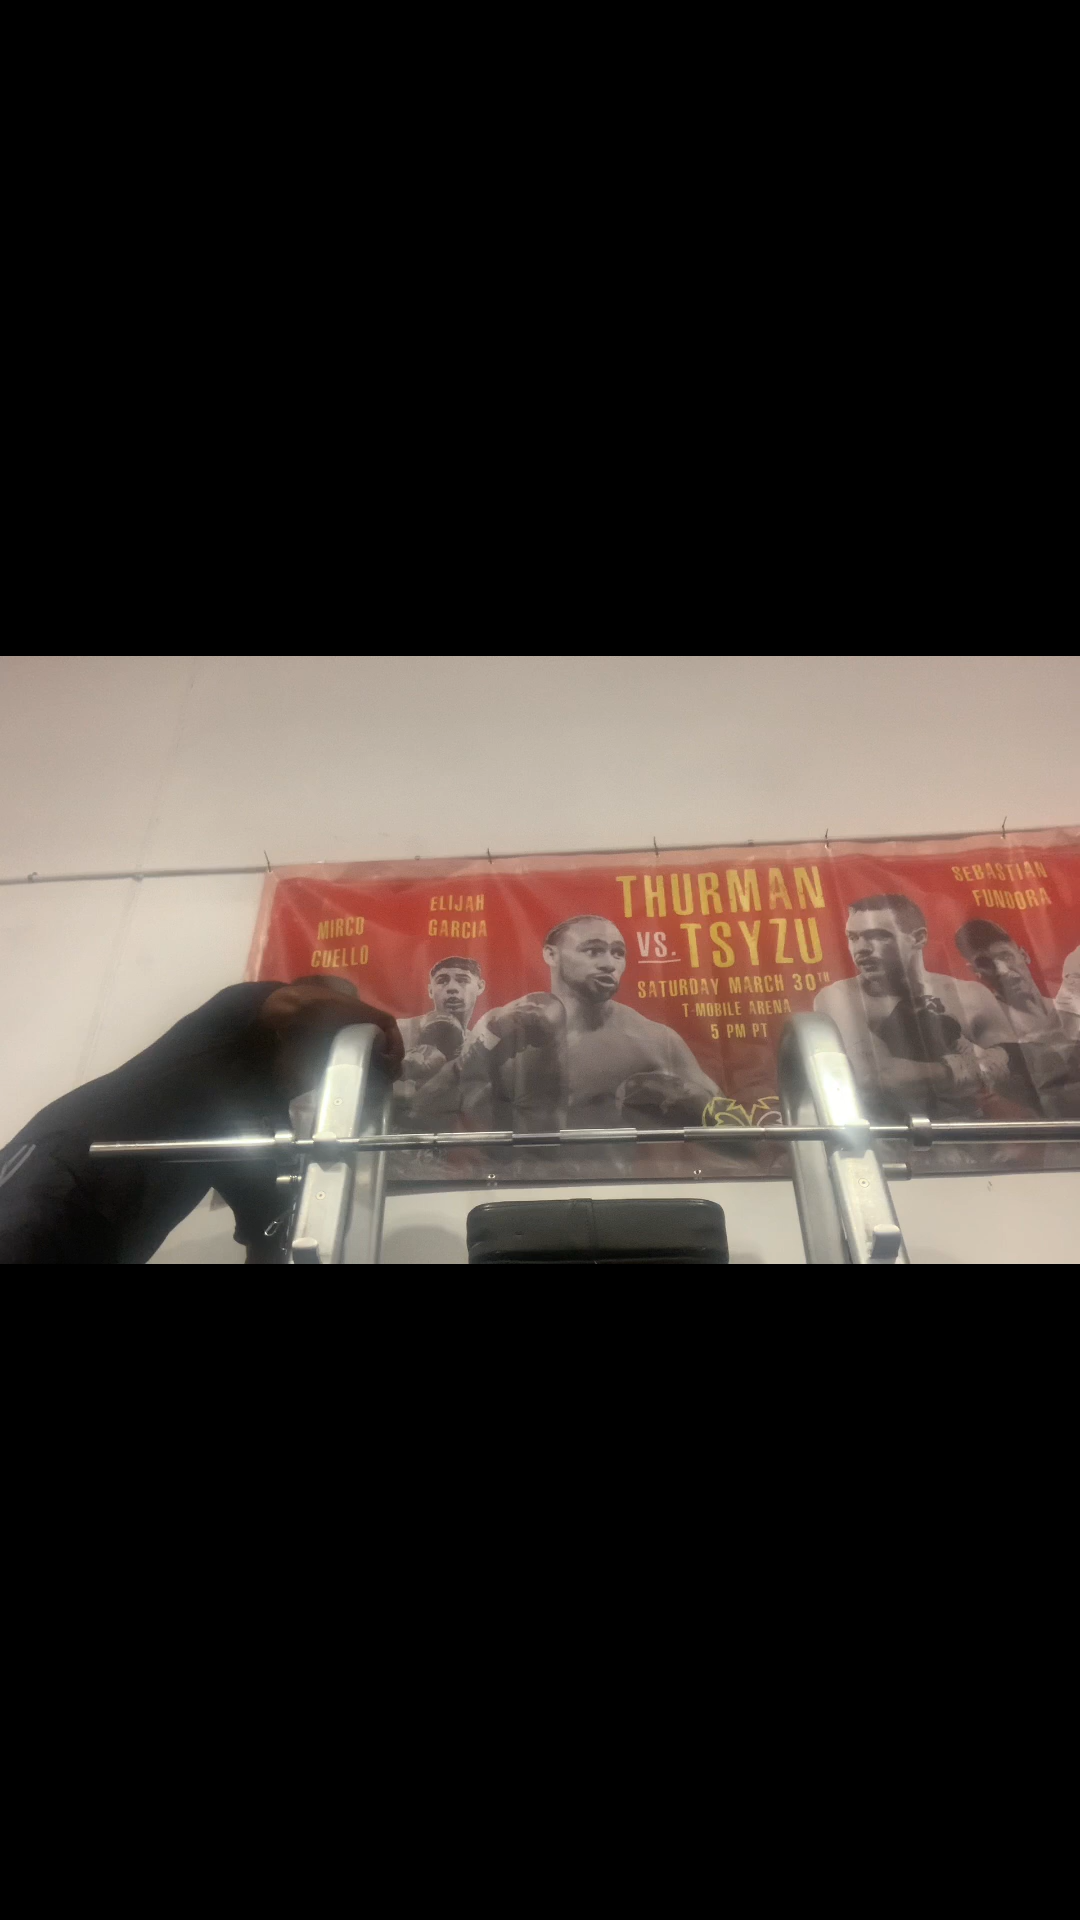 MIRCO
CUELLO
ELIJAH
GARCIA
THURMAN
VS. TSYZU
SATURDAY MARCH 30TH
T-MOBILE ARENA
5 PM PT
SEBASTIAN
FUNDORA